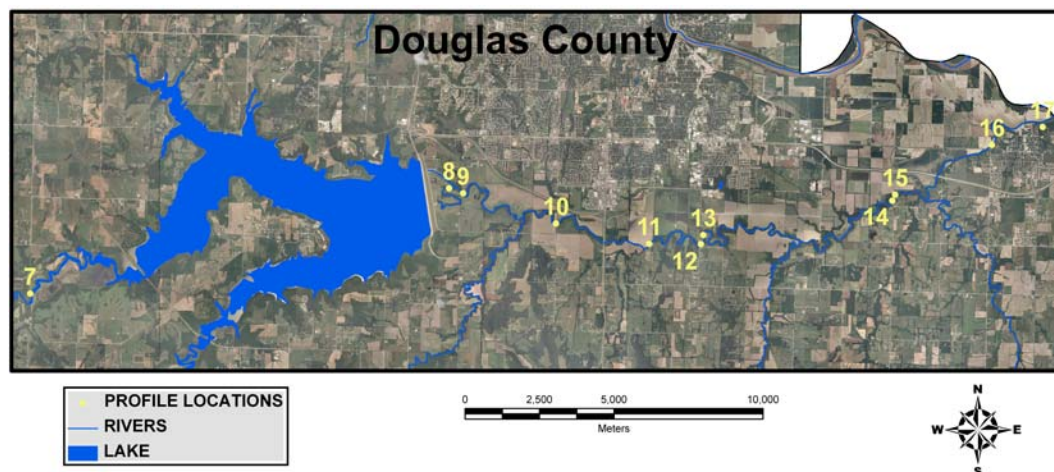 Douglas County
7
8
9
10
11
12
13
14
15
16
17
PROFILE LOCATIONS
RIVERS
LAKE
0 2,500 5,000 10,000
Meters
N
W E
S